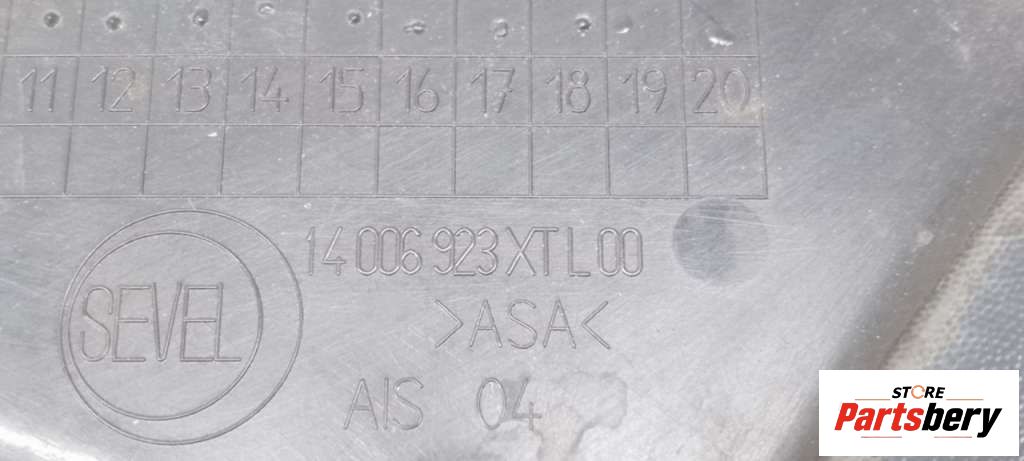 11 12 13 14 15 16 17 18 19 20
14 006 923 XT L 00
SEVEL
>ASA<
AIS 04
STORE
Partsbery